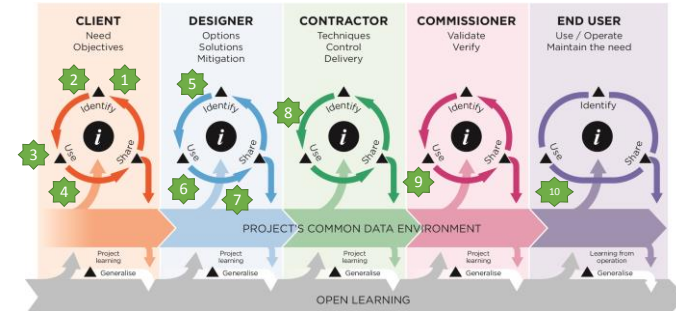 CLIENT
Need
Objectives
DESIGNER
Options
Solutions
Mitigation
CONTRACTOR
Techniques
Control
Delivery
COMMISSIONER
Validate
Verify
END USER
Use / Operate
Maintain the need
2
1
Identify
i
3
Use
Share
4
5
Identify
i
Use
Share
6
7
8
Identify
i
Use
Share
Identify
i
Use
Share
9
Identify
i
Use
Share
10
PROJECT'S COMMON DATA ENVIRONMENT
Project
learning
Generalise
Project
learning
Generalise
Project
learning
Generalise
Project
learning
Generalise
Learning from
operation
Generalise
OPEN LEARNING